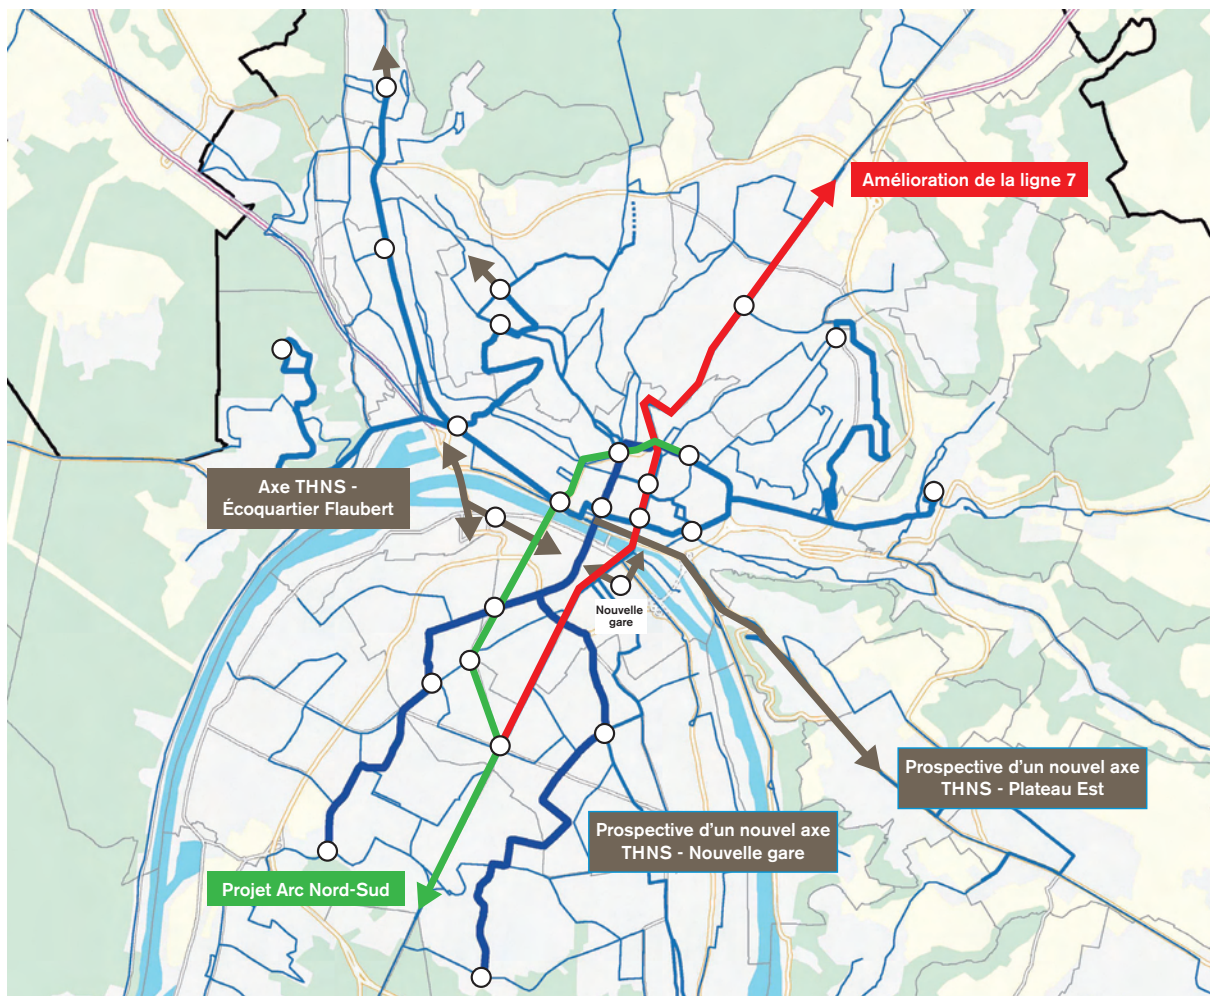 Amélioration de la ligne 7
Axe THNS -
Écoquartier Flaubert
Nouvelle
gare
Prospective d'un nouvel axe
THNS - Plateau Est
Prospective d'un nouvel axe
THNS - Nouvelle gare
Projet Arc Nord-Sud